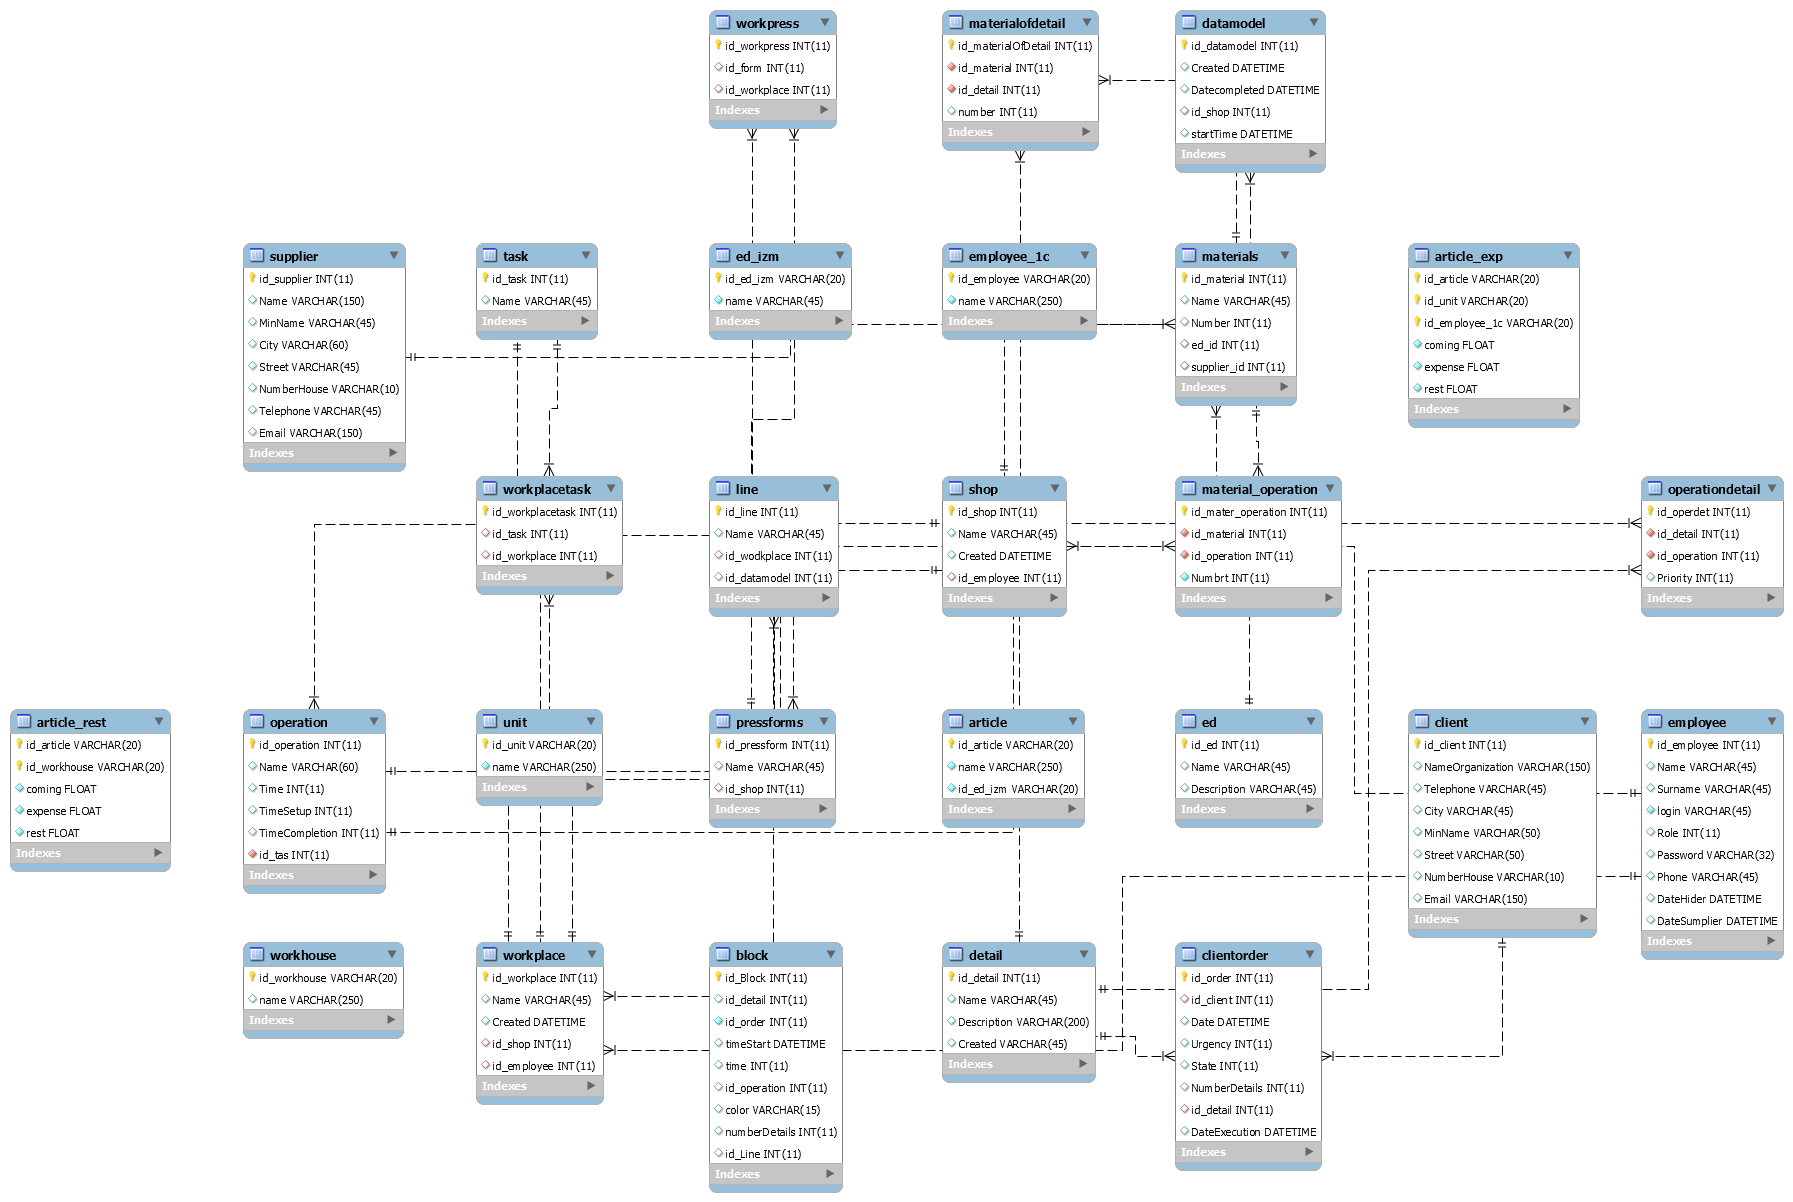 workpress
id_workpress INT(11)
id_form INT(11)
id_workplace INT(11)
Indexes
materialofdetail
id_materialOfDetail INT(11)
id_material INT(11)
id_detail INT(11)
number INT(11)
Indexes
datamodel
id_datamodel INT(11)
Created DATETIME
Datecompleted DATETIME
id_shop INT(11)
startTime DATETIME
Indexes
supplier
id_supplier INT(11)
Name VARCHAR(150)
MinName VARCHAR(45)
City VARCHAR(60)
Street VARCHAR(45)
NumberHouse VARCHAR(10)
Telephone VARCHAR(45)
Email VARCHAR(150)
Indexes
task
id_task INT(11)
Name VARCHAR(45)
Indexes
ed_izm
id_ed_izm VARCHAR(20)
name VARCHAR(45)
Indexes
employee_1c
id_employee VARCHAR(20)
name VARCHAR(250)
Indexes
materials
id_material INT(11)
Name VARCHAR(45)
Number INT(11)
ed_id INT(11)
supplier_id INT(11)
Indexes
article_exp
id_article VARCHAR(20)
id_unit VARCHAR(20)
id_employee_1c VARCHAR(20)
coming FLOAT
expense FLOAT
rest FLOAT
Indexes
workplacetask
id_workplacetask INT(11)
id_task INT(11)
id_workplace INT(11)
Indexes
line
id_line INT(11)
Name VARCHAR(45)
id_wodkplace INT(11)
id_datamodel INT(11)
Indexes
shop
id_shop INT(11)
Name VARCHAR(45)
Created DATETIME
id_employee INT(11)
Indexes
material_operation
id_mater_operation INT(11)
id_material INT(11)
id_operation INT(11)
Numbrt INT(11)
Indexes
operationdetail
id_operdet INT(11)
id_detail INT(11)
id_operation INT(11)
Priority INT(11)
Indexes
article_rest
id_article VARCHAR(20)
id_workhouse VARCHAR(20)
coming FLOAT
expense FLOAT
rest FLOAT
Indexes
operation
id_operation INT(11)
Name VARCHAR(60)
Time INT(11)
TimeSetup INT(11)
TimeCompletion INT(11)
id_tas INT(11)
Indexes
unit
id_unit VARCHAR(20)
name VARCHAR(250)
Indexes
pressforms
id_pressform INT(11)
Name VARCHAR(45)
id_shop INT(11)
Indexes
article
id_article VARCHAR(20)
name VARCHAR(250)
id_ed_izm VARCHAR(20)
Indexes
ed
id_ed INT(11)
Name VARCHAR(45)
Description VARCHAR(45)
Indexes
client
id_client INT(11)
NameOrganization VARCHAR(150)
Telephone VARCHAR(45)
City VARCHAR(45)
MinName VARCHAR(50)
Street VARCHAR(50)
NumberHouse VARCHAR(10)
Email VARCHAR(150)
Indexes
employee
id_employee INT(11)
Name VARCHAR(45)
Surname VARCHAR(45)
login VARCHAR(45)
Role INT(11)
Password VARCHAR(32)
Phone VARCHAR(45)
DateHider DATETIME
DateSumplier DATETIME
Indexes
workhouse
id_workhouse VARCHAR(20)
name VARCHAR(250)
Indexes
workplace
id_workplace INT(11)
Name VARCHAR(45)
Created DATETIME
id_shop INT(11)
id_employee INT(11)
Indexes
block
id_Block INT(11)
id_detail INT(11)
id_order INT(11)
timeStart DATETIME
time INT(11)
id_operation INT(11)
color VARCHAR(15)
numberDetails INT(11)
id_Line INT(11)
Indexes
detail
id_detail INT(11)
Name VARCHAR(45)
Description VARCHAR(200)
Created VARCHAR(45)
Indexes
clientorder
id_order INT(11)
id_client INT(11)
Date DATETIME
Urgency INT(11)
State INT(11)
NumberDetails INT(11)
id_detail INT(11)
DateExecution DATETIME
Indexes